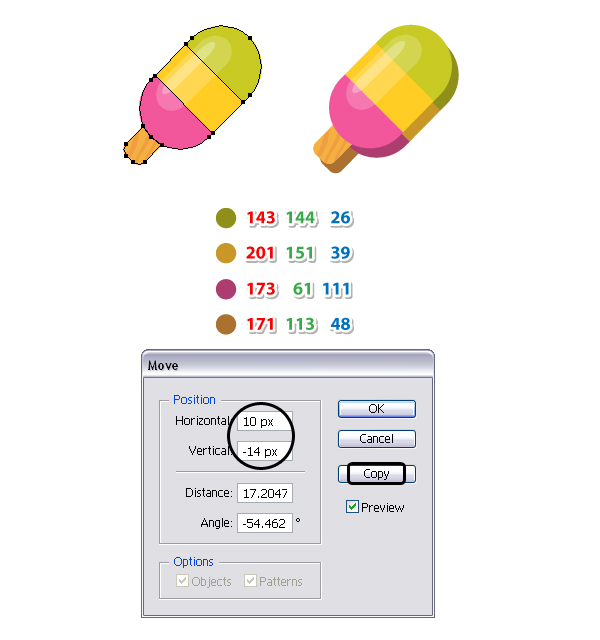 143 144 26
201 151 39
173 61 111
171 113 48
Move
Position
Horizontal: 10 px
Vertical: -14 px
Distance: 17.2047
Angle: -54.462 °
Options
Objects Patterns
OK
Cancel
Copy
Preview